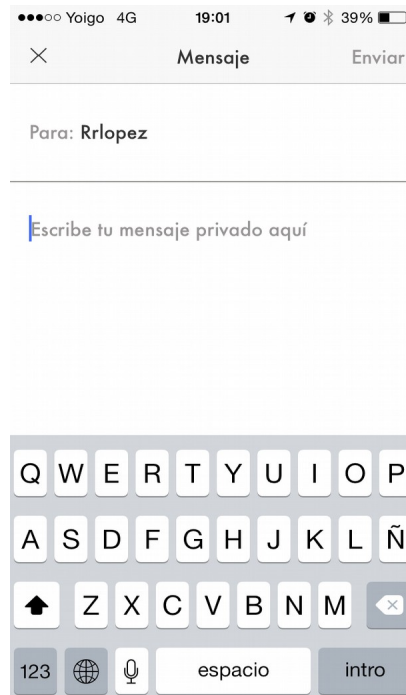 Yoigo 4G 19:01 39%
Mensaje Enviar
Para: Rrlopez
Escribe tu mensaje privado aquí
Q W E R T Y U I O P
A S D F G H J K L Ñ
Z X C V B N M
123 espacio intro